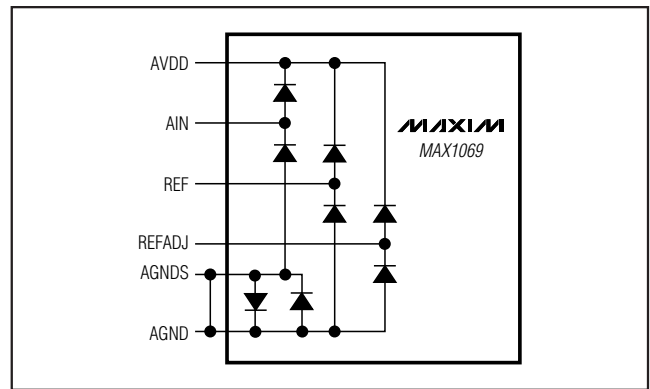 AVDD
AIN
MAXIM
MAX1069
REF
REFADJ
AGNDS
AGND